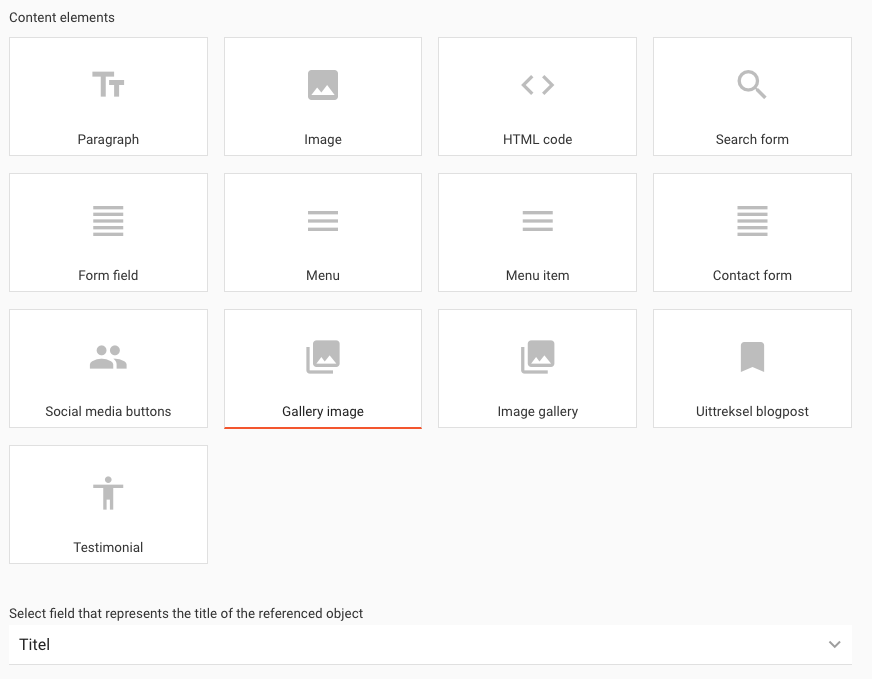 Content elements
Paragraph
Image
HTML code
Search form
Form field
Menu
Menu item
Contact form
Social media buttons
Gallery image
Image gallery
Uittreksel blogpost
Testimonial
Select field that represents the title of the referenced object
Titel